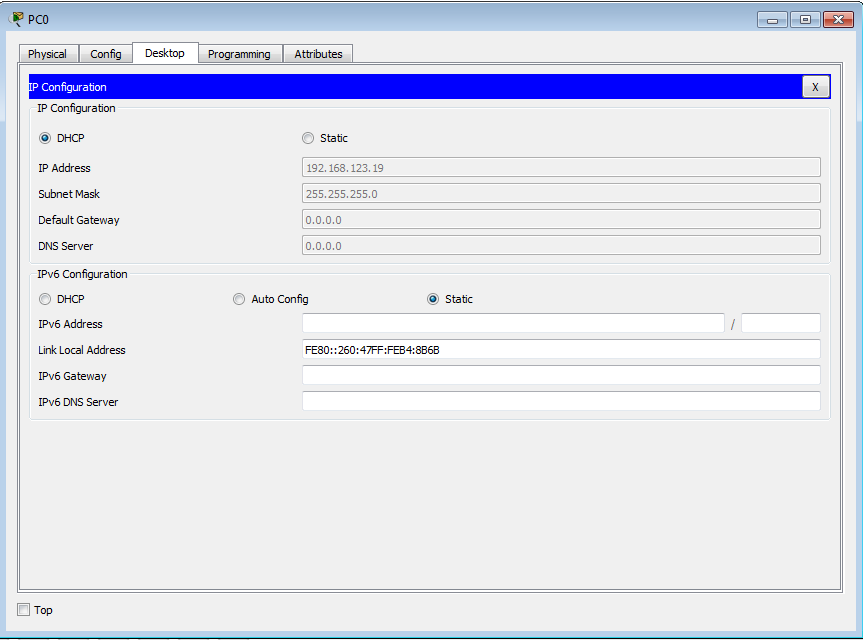 PC0
Physical Config Desktop Programming Attributes
IP Configuration X
IP Configuration
DHCP Static
IP Address 192.168.123.19
Subnet Mask 255.255.255.0
Default Gateway 0.0.0.0
DNS Server 0.0.0.0
IPv6 Configuration
DHCP Auto Config Static
IPv6 Address /
Link Local Address FE80::260:47FF:FEB4:8B6B
IPv6 Gateway
IPv6 DNS Server
Top